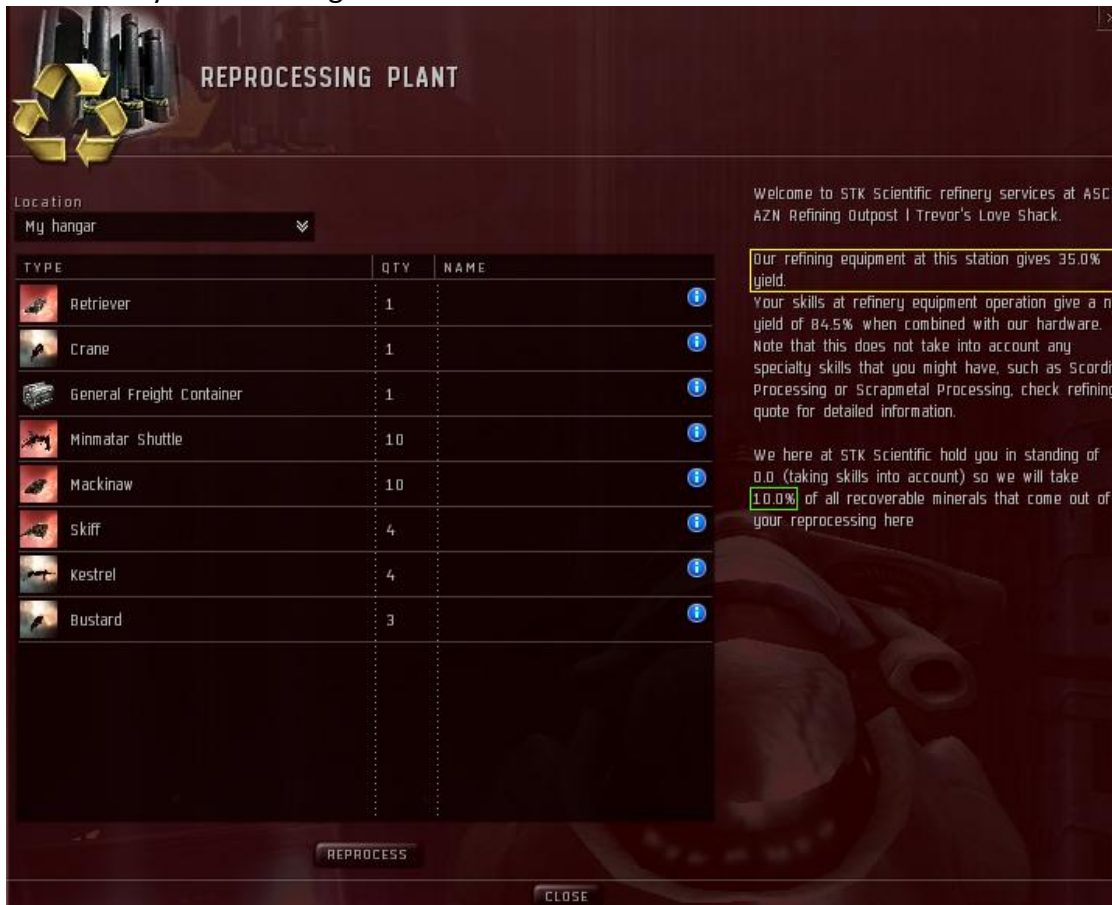 REPROCESSING PLANT
Location
My hangar
TYPE QTY NAME
Retriever 1
Crane 1
General Freight Container 1
Minmatar Shuttle 10
Mackinaw 10
Skiff 4
Kestrel 4
Bustard 3
REPROCESS
CLOSE
Welcome to STK Scientific refinery services at ASC
AZN Refining Outpost l Trevor's Love Shack.
Our refining equipment at this station gives 35.0%
yield.
Your skills at refinery equipment operation give a n
yield of 84.5% when combined with our hardware.
Note that this does not take into account any
specialty skills that you might have, such as Scordi
Processing or Scrapmetal Processing, check refining
quote for detailed information.
We here at STK Scientific hold you in standing of
0.0 (taking skills into account) so we will take
10.0% of all recoverable minerals that come out of
your reprocessing here